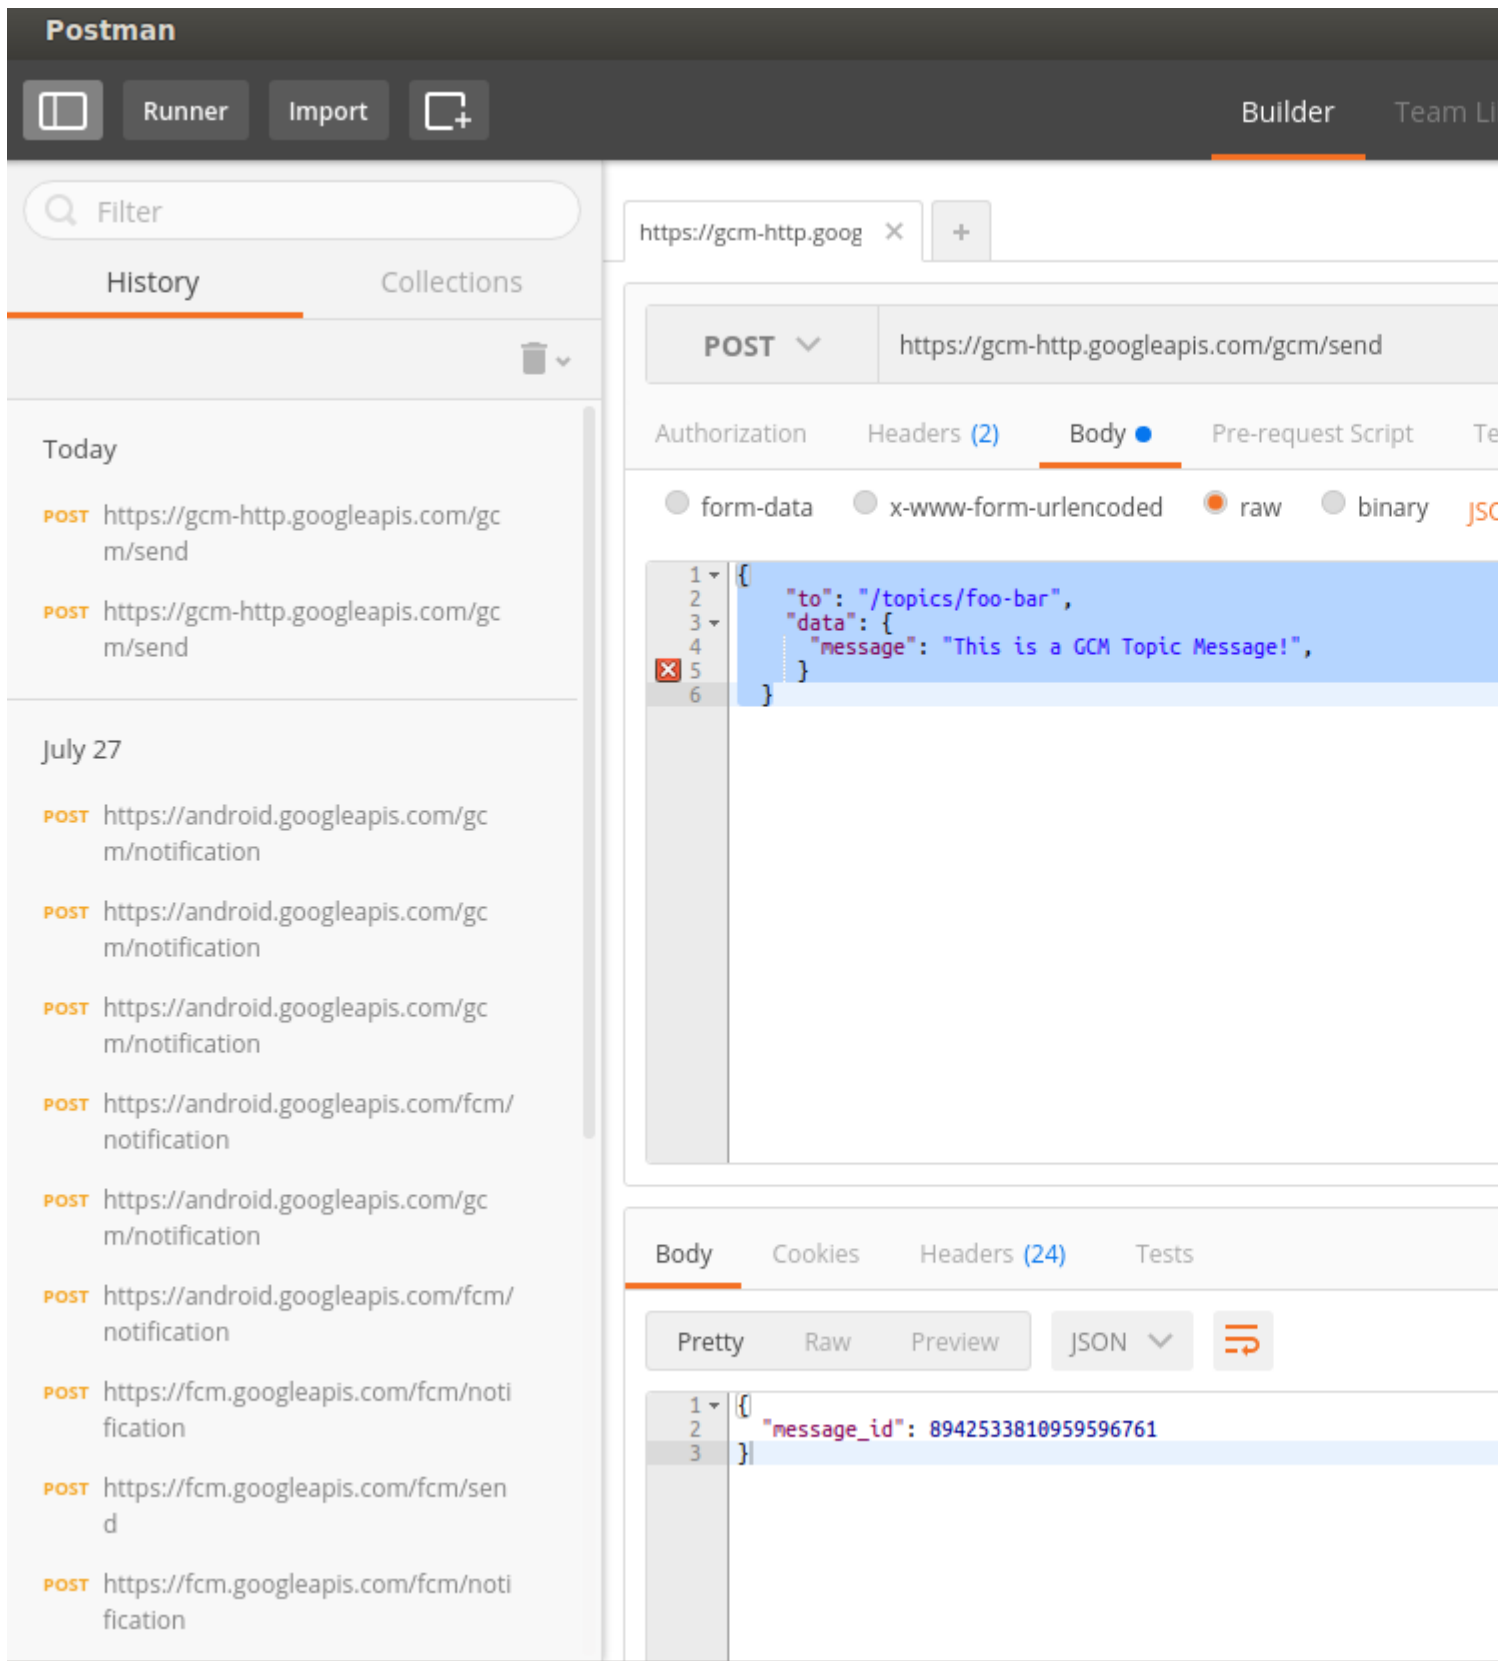 Postman
Runner
Import
Builder
Team Li
Filter
History
Collections
Today
POST https://gcm-http.googleapis.com/gc
m/send
POST https://gcm-http.googleapis.com/gc
m/send
July 27
POST https://android.googleapis.com/gc
m/notification
POST https://android.googleapis.com/gc
m/notification
POST https://android.googleapis.com/gc
m/notification
POST https://android.googleapis.com/fcm/
notification
POST https://android.googleapis.com/gc
m/notification
POST https://android.googleapis.com/fcm/
notification
POST https://fcm.googleapis.com/fcm/noti
fication
POST https://fcm.googleapis.com/fcm/sen
d
POST https://fcm.googleapis.com/fcm/noti
fication
https://gcm-http.goog
POST
https://gcm-http.googleapis.com/gcm/send
Authorization
Headers (2)
Body
Pre-request Script
Te
form-data
x-www-form-urlencoded
raw
binary
JSO
1 {
2 "to": "/topics/foo-bar",
3 "data": {
4 "message": "This is a GCM Topic Message!",
5 }
6 }
Body
Cookies
Headers (24)
Tests
Pretty
Raw
Preview
JSON
1 {
2 "message_id": 8942533810959596761
3 }